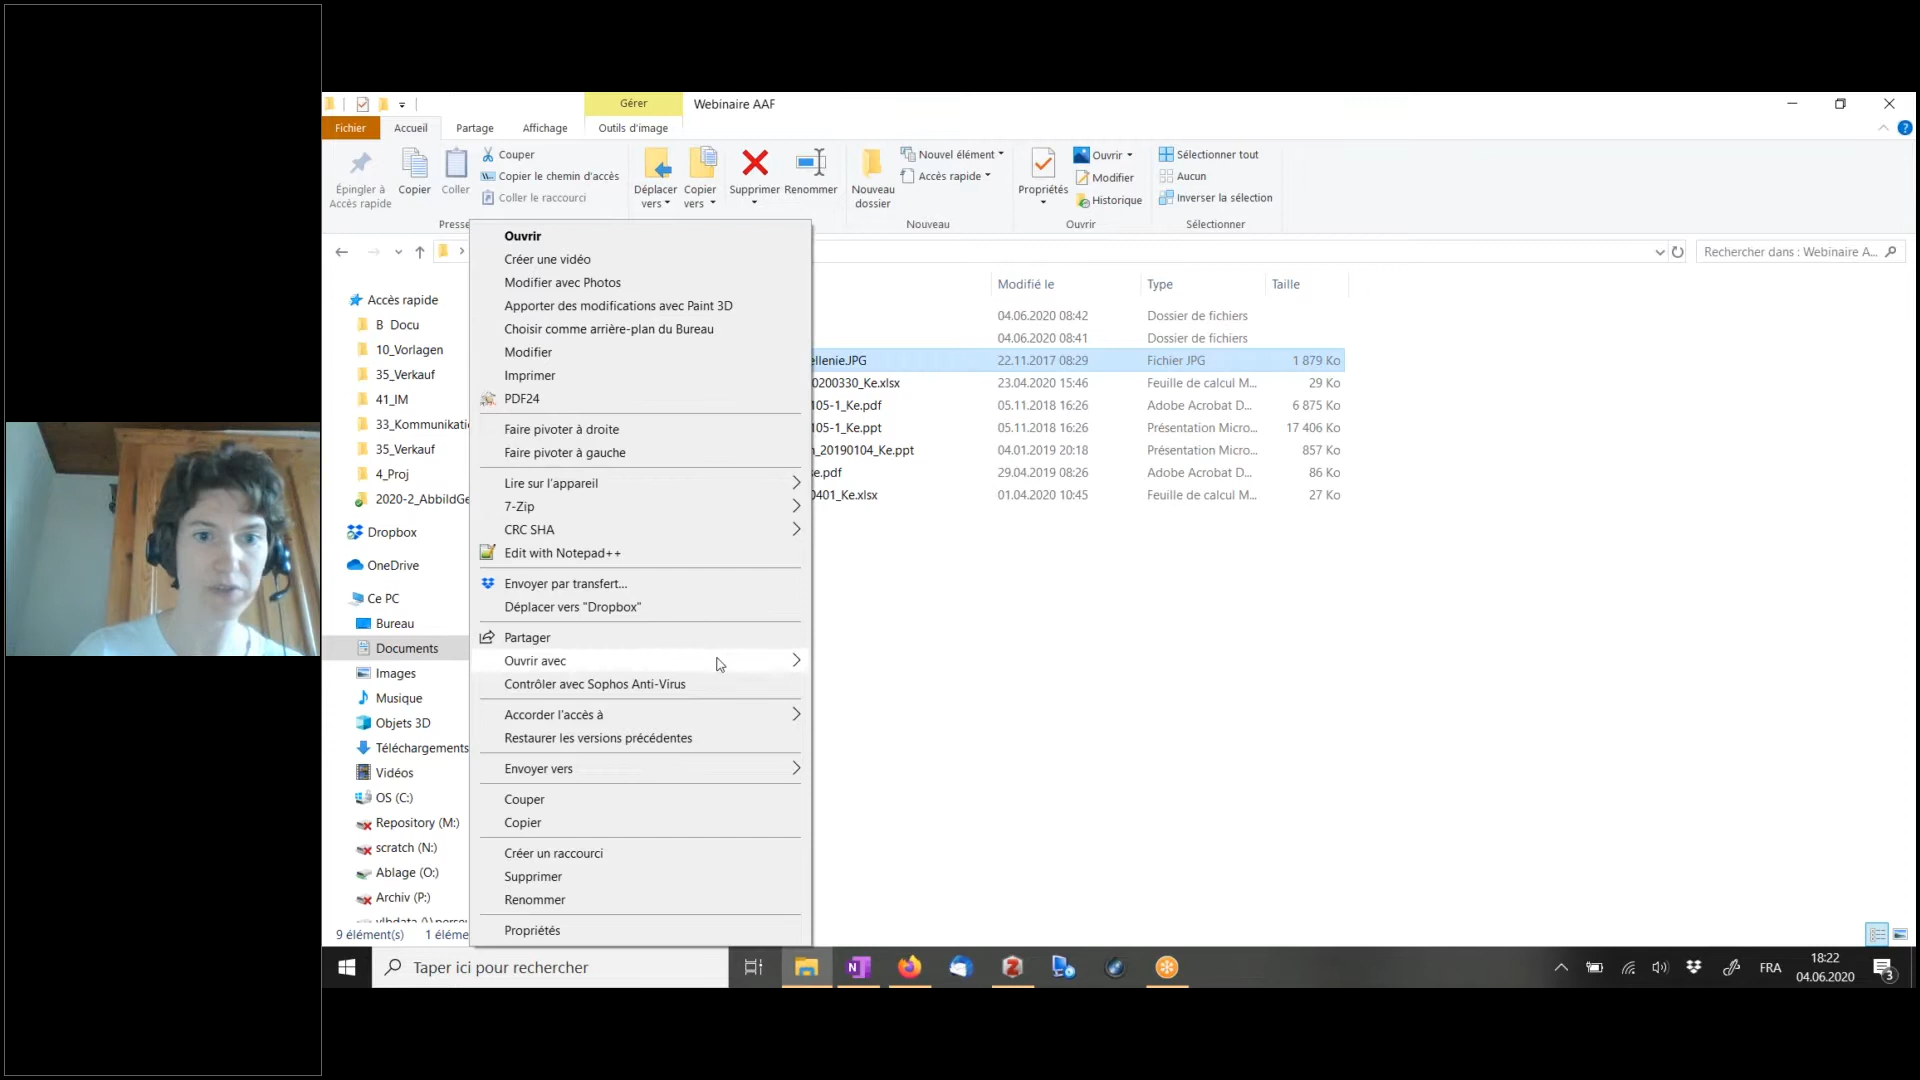 Gérer
Webinaire AAF
Fichier
Accueil
Partage
Affichage
Outils d'image
Épingler à
Accès rapide
Copier
Coller
Couper
Copier le chemin d'accès
Coller le raccourci
Presse
Déplacer
vers
Copier
vers
Supprimer
Renommer
Nouveau
dossier
Nouvel élément
Accès rapide
Nouveau
Propriétés
Ouvrir
Modifier
Historique
Ouvrir
Sélectionner tout
Aucun
Inverser la sélection
Sélectionner
Rechercher dans : Webinaire A...
Modifié le
Type
Taille
04.06.2020 08:42
Dossier de fichiers
04.06.2020 08:41
Dossier de fichiers
ellenie.JPG
22.11.2017 08:29
Fichier JPG
1 879 Ko
0200330_Ke.xlsx
23.04.2020 15:46
Feuille de calcul M...
29 Ko
105-1_Ke.pdf
05.11.2018 16:26
Adobe Acrobat D...
6 875 Ko
105-1_Ke.ppt
05.11.2018 16:26
Présentation Micro...
17 406 Ko
_20190104_Ke.ppt
04.01.2019 20:18
Présentation Micro...
857 Ko
se.pdf
29.04.2019 08:26
Adobe Acrobat D...
86 Ko
0401_Ke.xlsx
01.04.2020 10:45
Feuille de calcul M...
27 Ko
Accès rapide
B Docu
10_Vorlagen
35_Verkauf
41_IM
33_Kommunikati
35_Verkauf
4_Proj
2020-2_AbbildGe
Dropbox
OneDrive
Ce PC
Bureau
Documents
Images
Musique
Objets 3D
Téléchargements
Vidéos
OS (C:)
Repository (M:)
scratch (N:)
Ablage (O:)
Archiv (P:)
9 élément(s)
1 éléme
Ouvrir
Créer une vidéo
Modifier avec Photos
Apporter des modifications avec Paint 3D
Choisir comme arrière-plan du Bureau
Modifier
Imprimer
PDF24
Faire pivoter à droite
Faire pivoter à gauche
Lire sur l'appareil
7-Zip
CRC SHA
Edit with Notepad++
Envoyer par transfert...
Déplacer vers "Dropbox"
Partager
Ouvrir avec
Contrôler avec Sophos Anti-Virus
Accorder l'accès à
Restaurer les versions précédentes
Envoyer vers
Couper
Copier
Créer un raccourci
Supprimer
Renommer
Propriétés
Taper ici pour rechercher
FRA
18:22
04.06.2020
3